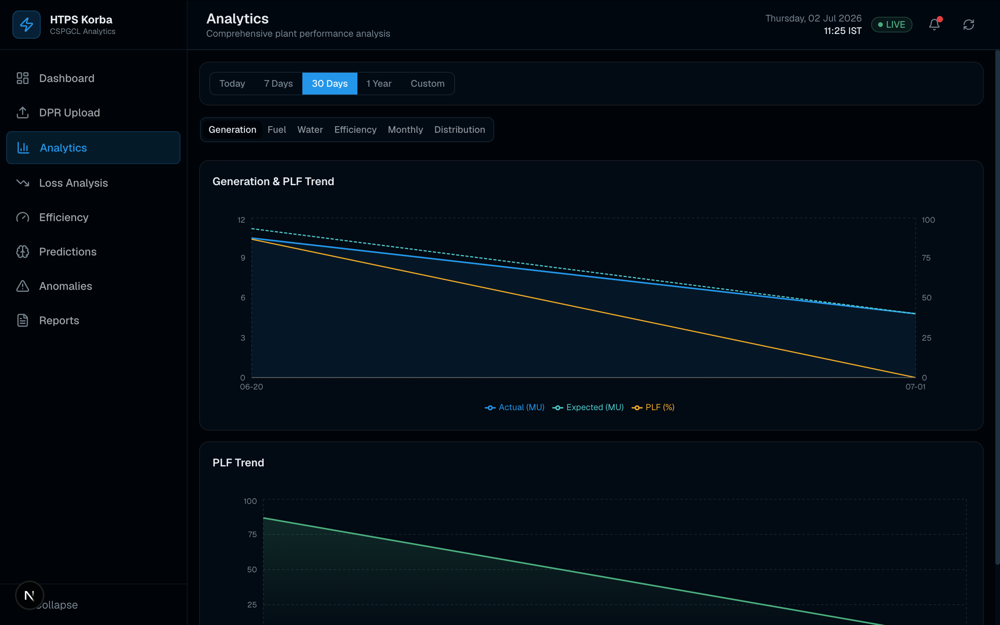 HTPS Korba
CSPGCL Analytics
Dashboard
DPR Upload
Analytics
Loss Analysis
Efficiency
Predictions
Anomalies
Reports
N
ollapse
Analytics
Comprehensive plant performance analysis
Thursday, 02 Jul 2026
11:25 IST
LIVE
Today 7 Days 30 Days 1 Year Custom
Generation Fuel Water Efficiency Monthly Distribution
Generation & PLF Trend
12
9
6
3
0
100
75
50
25
0
06-20 07-01
Actual (MU) Expected (MU) PLF (%)
PLF Trend
100
75
50
25